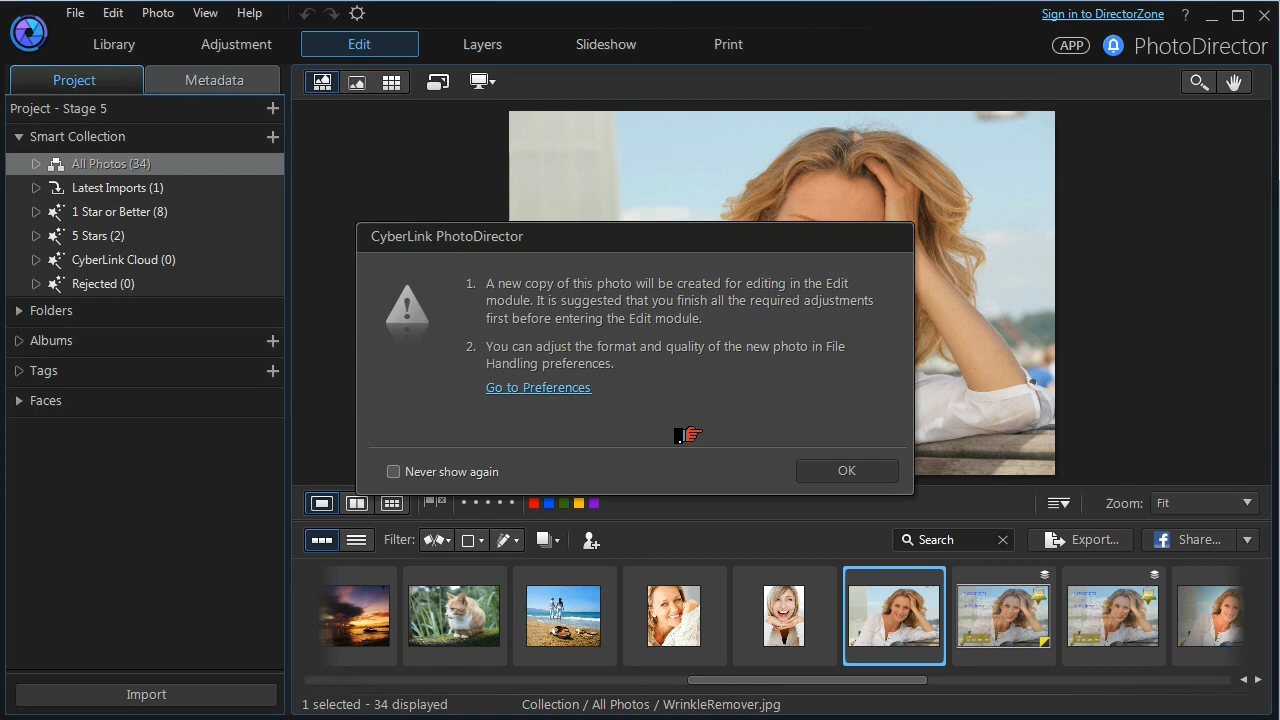 File Edit Photo View Help
Sign in to DirectorZone ?
Library Adjustment Edit Layers Slideshow Print
APP PhotoDirector
Project Metadata
Project - Stage 5
Smart Collection
All Photos (34)
Latest Imports (1)
1 Star or Better (8)
5 Stars (2)
CyberLink Cloud (0)
Rejected (0)
Folders
Albums
Tags
Faces
Import
CyberLink PhotoDirector
1. A new copy of this photo will be created for editing in the Edit
module. It is suggested that you finish all the required adjustments
first before entering the Edit module.
2. You can adjust the format and quality of the new photo in File
Handling preferences.
Go to Preferences
Never show again
OK
Zoom: Fit
Filter:
Search
Export...
Share...
1 selected - 34 displayed
Collection / All Photos / WrinkleRemover.jpg